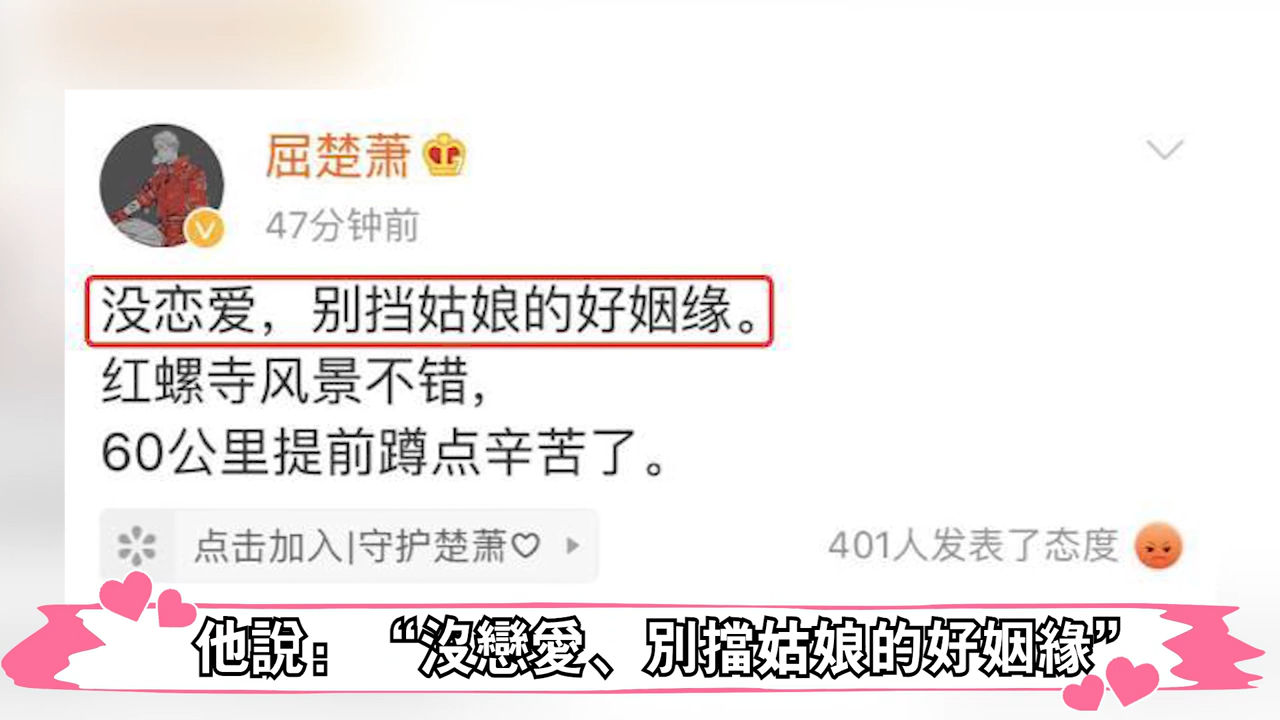 屈楚萧
47分钟前
没恋爱，别挡姑娘的好姻缘。
红螺寺风景不错，
60公里提前蹲点辛苦了。
点击加入|守护楚萧♡
401人发表了态度
他說：“沒戀愛、別擋姑娘的好姻緣”